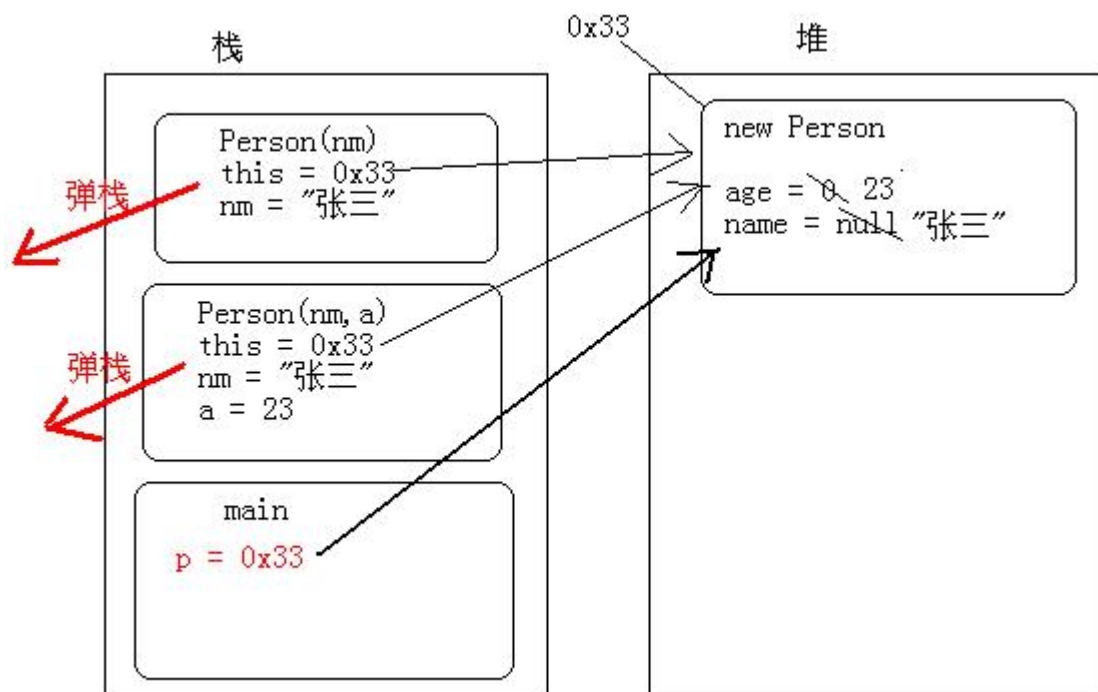 栈
0x33
堆
Person(nm)
this = 0x33
nm = "张三"
弹栈
new Person
age = 0 23
name = null "张三"
Person(nm,a)
this = 0x33
nm = "张三"
a = 23
弹栈
main
p = 0x33